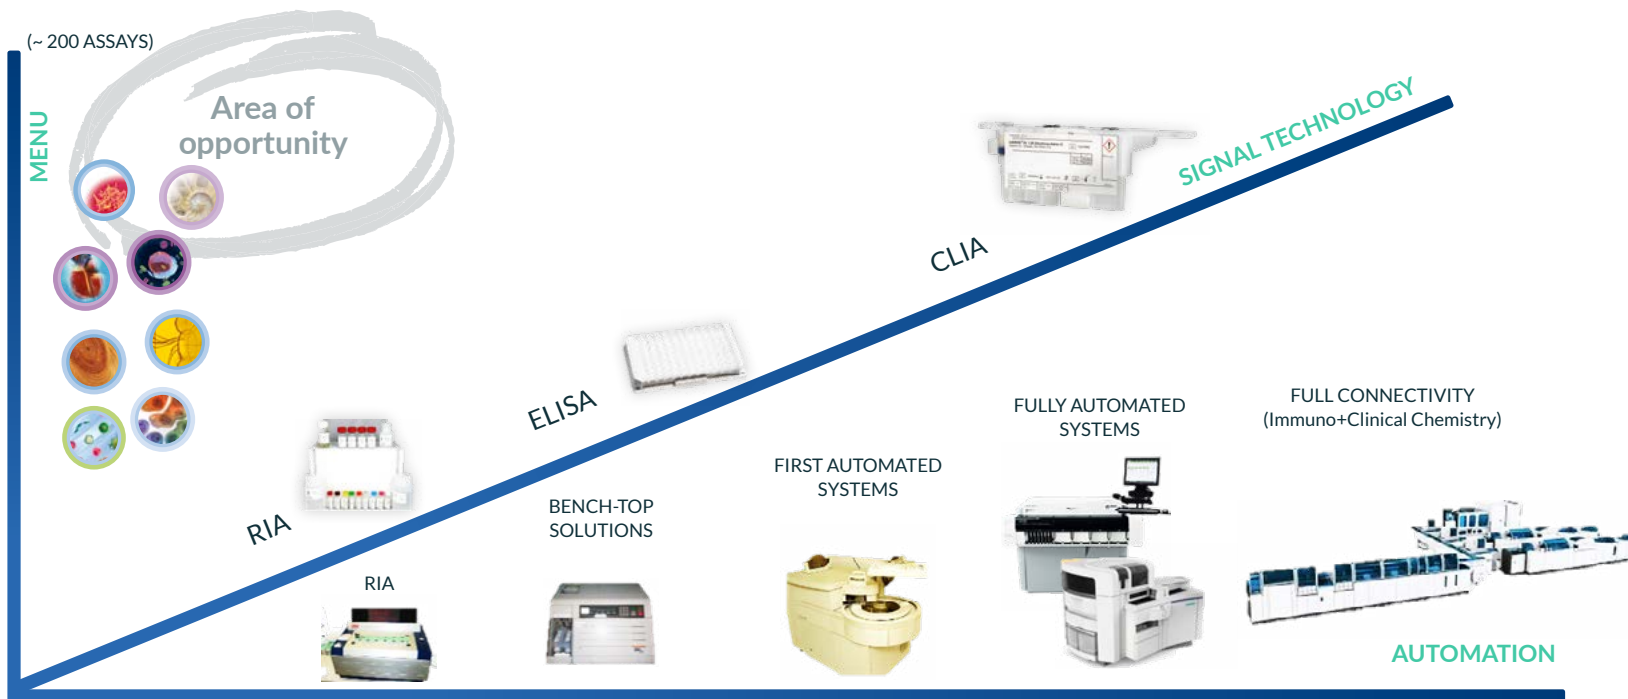 (~ 200 ASSAYS)
MENU
Area of
opportunity
SIGNAL TECHNOLOGY
CLIA
ELISA
RIA
RIA
BENCH-TOP
SOLUTIONS
FIRST AUTOMATED
SYSTEMS
FULLY AUTOMATED
SYSTEMS
FULL CONNECTIVITY
(Immuno+Clinical Chemistry)
AUTOMATION